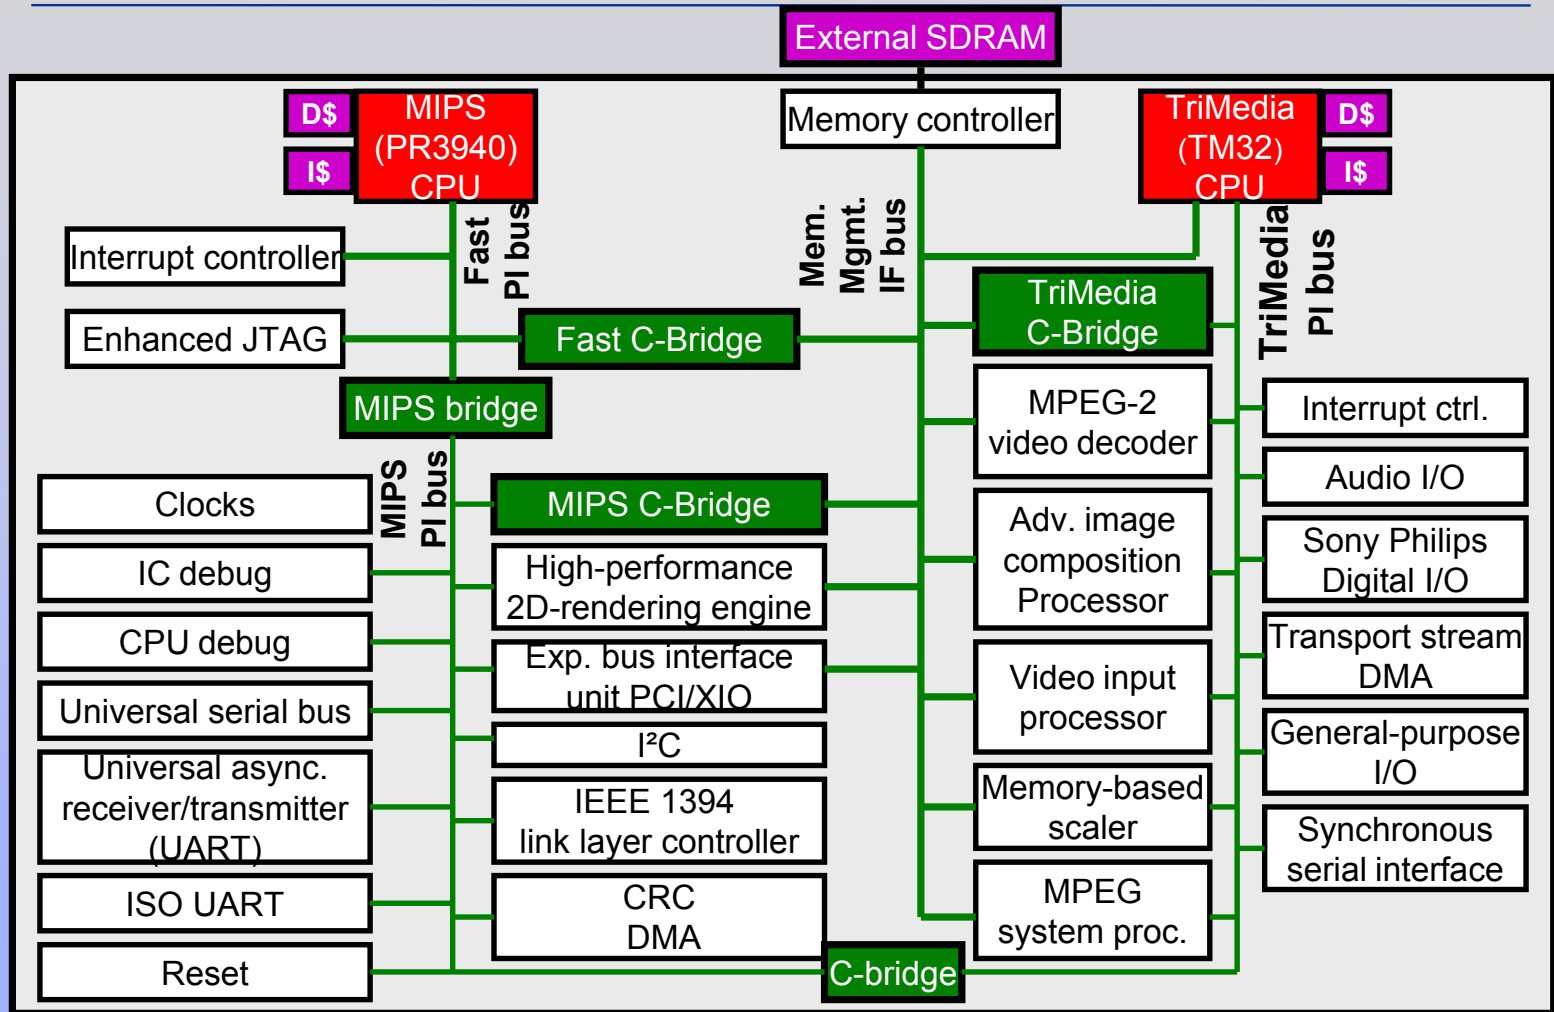 External SDRAM
D$
I$
MIPS
(PR3940)
CPU
Memory controller
TriMedia
(TM32)
CPU
D$
I$
Fast
PI bus
Mem.
Mgmt.
IF bus
TriMedia
PI bus
Interrupt controller
Enhanced JTAG
Fast C-Bridge
TriMedia
C-Bridge
MIPS bridge
MIPS
PI bus
Clocks
IC debug
CPU debug
Universal serial bus
Universal async.
receiver/transmitter
(UART)
ISO UART
Reset
MIPS C-Bridge
High-performance
2D-rendering engine
Exp. bus interface
unit PCI/XIO
I²C
IEEE 1394
link layer controller
CRC
DMA
C-bridge
MPEG-2
video decoder
Adv. image
composition
Processor
Video input
processor
Memory-based
scaler
MPEG
system proc.
Interrupt ctrl.
Audio I/O
Sony Philips
Digital I/O
Transport stream
DMA
General-purpose
I/O
Synchronous
serial interface